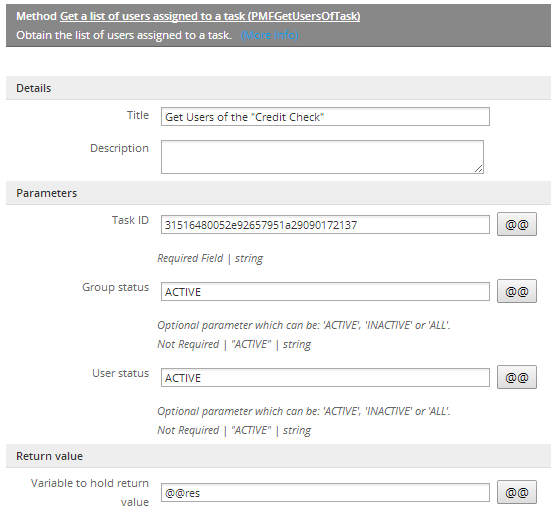 Method Get a list of users assigned to a task (PMFGetUsersOfTask)
Obtain the list of users assigned to a task. (More Info)
Details
Title Get Users of the "Credit Check"
Description
Parameters
Task ID 31516480052e92657951a29090172137 @@
Required Field | string
Group status ACTIVE @@
Optional parameter which can be: 'ACTIVE', 'INACTIVE' or 'ALL'.
Not Required | "ACTIVE" | string
User status ACTIVE @@
Optional parameter which can be: 'ACTIVE', 'INACTIVE' or 'ALL'.
Not Required | "ACTIVE" | string
Return value
Variable to hold return
value
@@res @@